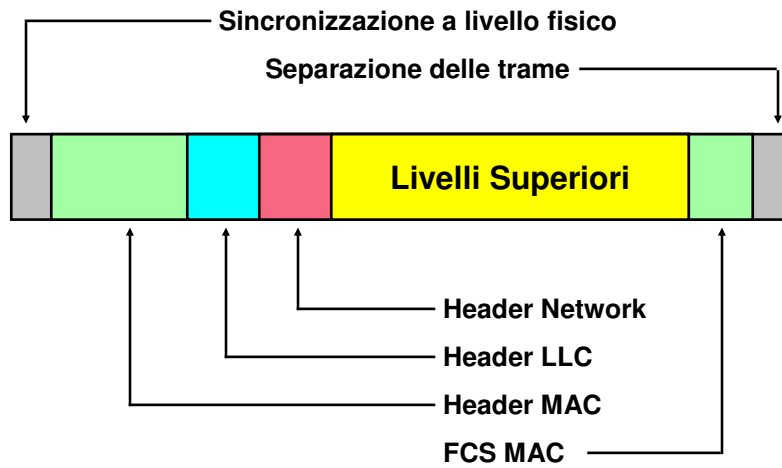 Sincronizzazione a livello fisico
Separazione delle trame
Livelli Superiori
Header Network
Header LLC
Header MAC
FCS MAC